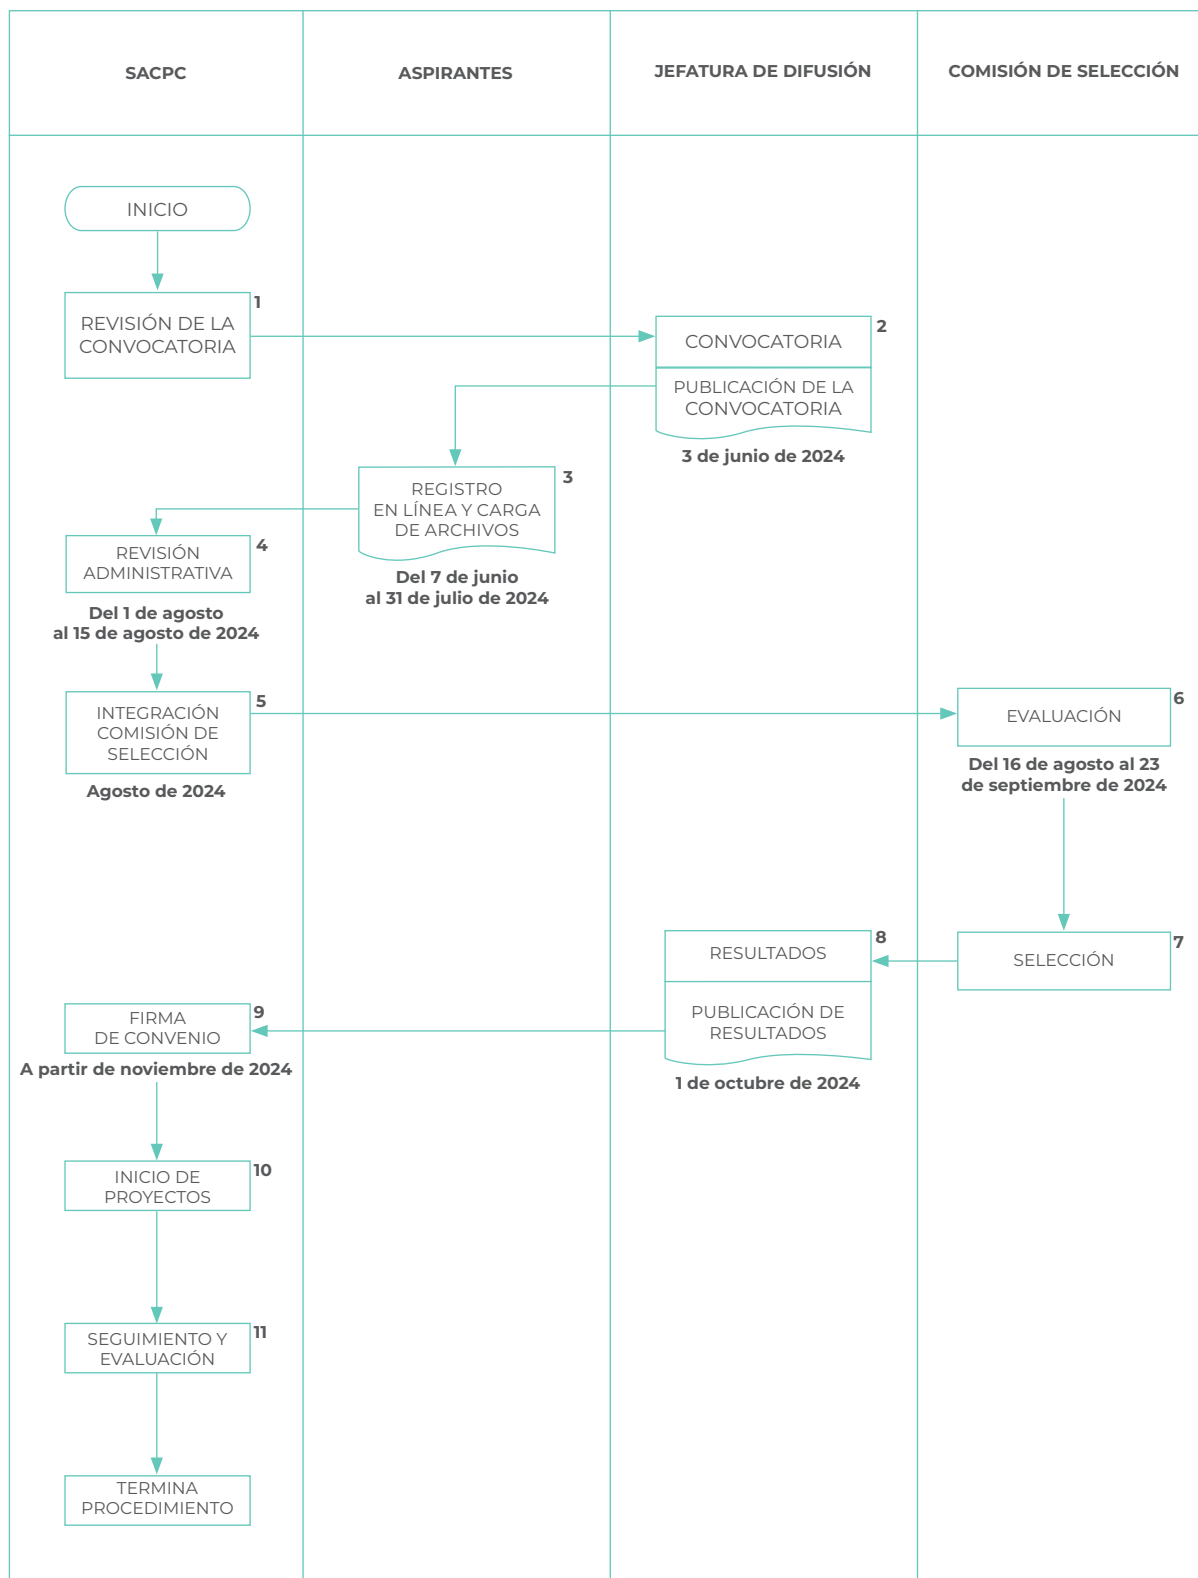 SACPC
ASPIRANTES
JEFATURA DE DIFUSIÓN
COMISIÓN DE SELECCIÓN
INICIO
1
REVISIÓN DE LA
CONVOCATORIA
2
CONVOCATORIA
PUBLICACIÓN DE LA
CONVOCATORIA
3 de junio de 2024
3
REGISTRO
EN LÍNEA Y CARGA
DE ARCHIVOS
Del 7 de junio
al 31 de julio de 2024
4
REVISIÓN
ADMINISTRATIVA
Del 1 de agosto
al 15 de agosto de 2024
5
INTEGRACIÓN
COMISIÓN DE
SELECCIÓN
Agosto de 2024
6
EVALUACIÓN
Del 16 de agosto al 23
de septiembre de 2024
7
SELECCIÓN
8
RESULTADOS
PUBLICACIÓN DE
RESULTADOS
1 de octubre de 2024
9
FIRMA
DE CONVENIO
A partir de noviembre de 2024
10
INICIO DE
PROYECTOS
11
SEGUIMIENTO Y
EVALUACIÓN
TERMINA
PROCEDIMIENTO